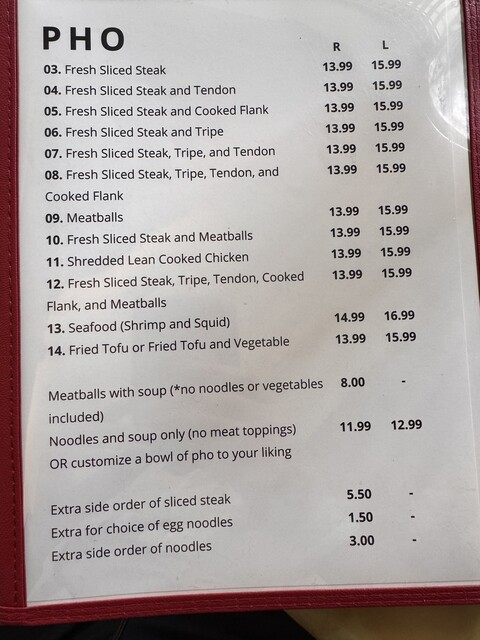 PHO
R L
03. Fresh Sliced Steak 13.99 15.99
04. Fresh Sliced Steak and Tendon 13.99 15.99
05. Fresh Sliced Steak and Cooked Flank 13.99 15.99
06. Fresh Sliced Steak and Tripe 13.99 15.99
07. Fresh Sliced Steak, Tripe, and Tendon 13.99 15.99
08. Fresh Sliced Steak, Tripe, Tendon, and 13.99 15.99
Cooked Flank
09. Meatballs 13.99 15.99
10. Fresh Sliced Steak and Meatballs 13.99 15.99
11. Shredded Lean Cooked Chicken 13.99 15.99
12. Fresh Sliced Steak, Tripe, Tendon, Cooked 13.99 15.99
Flank, and Meatballs
13. Seafood (Shrimp and Squid) 14.99 16.99
14. Fried Tofu or Fried Tofu and Vegetable 13.99 15.99
Meatballs with soup (*no noodles or vegetables 8.00 -
included)
Noodles and soup only (no meat toppings) 11.99 12.99
OR customize a bowl of pho to your liking
Extra side order of sliced steak 5.50 -
Extra for choice of egg noodles 1.50 -
Extra side order of noodles 3.00 -